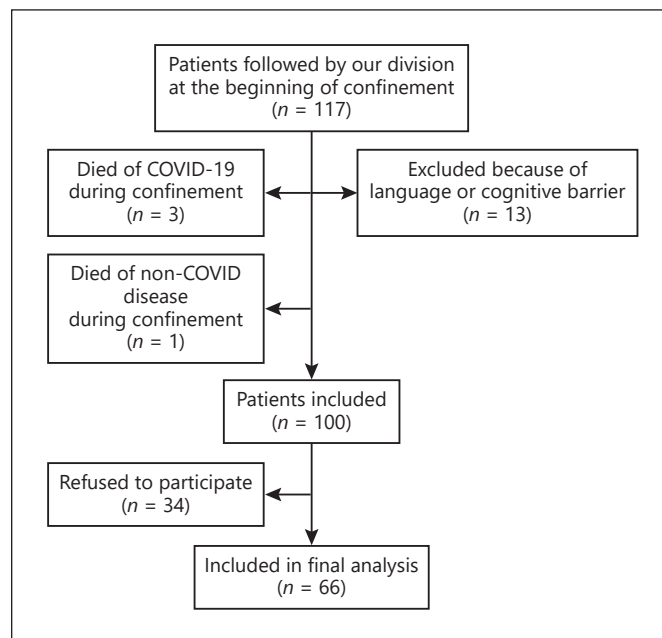 Patients followed by our division
at the beginning of confinement
(n = 117)
Died of COVID-19
during confinement
(n = 3)
Excluded because of
language or cognitive barrier
(n = 13)
Died of non-COVID
disease
during confinement
(n = 1)
Patients included
(n = 100)
Refused to participate
(n = 34)
Included in final analysis
(n = 66)